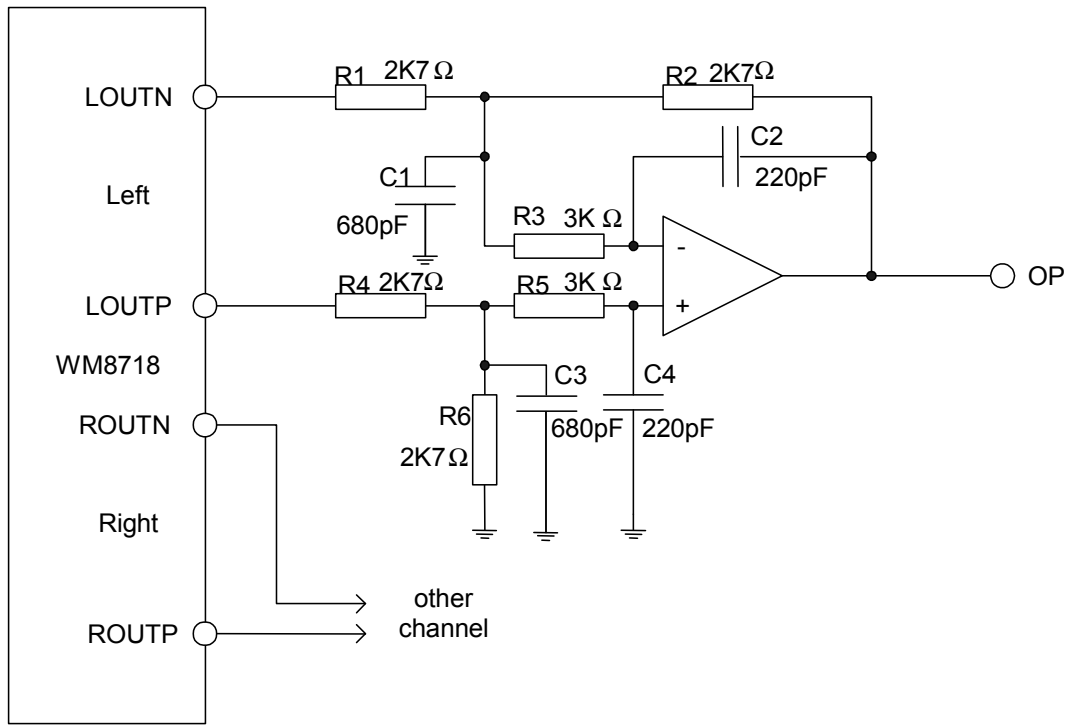 LOUTN
Left
LOUTP
WM8718
ROUTN
Right
ROUTP
R1 2K7 Ω
R2 2K7Ω
C2
220pF
C1
680pF
R3 3K Ω
-
+
OP
R4 2K7Ω
R5 3K Ω
C3
680pF
C4
220pF
R6
2K7Ω
other
channel